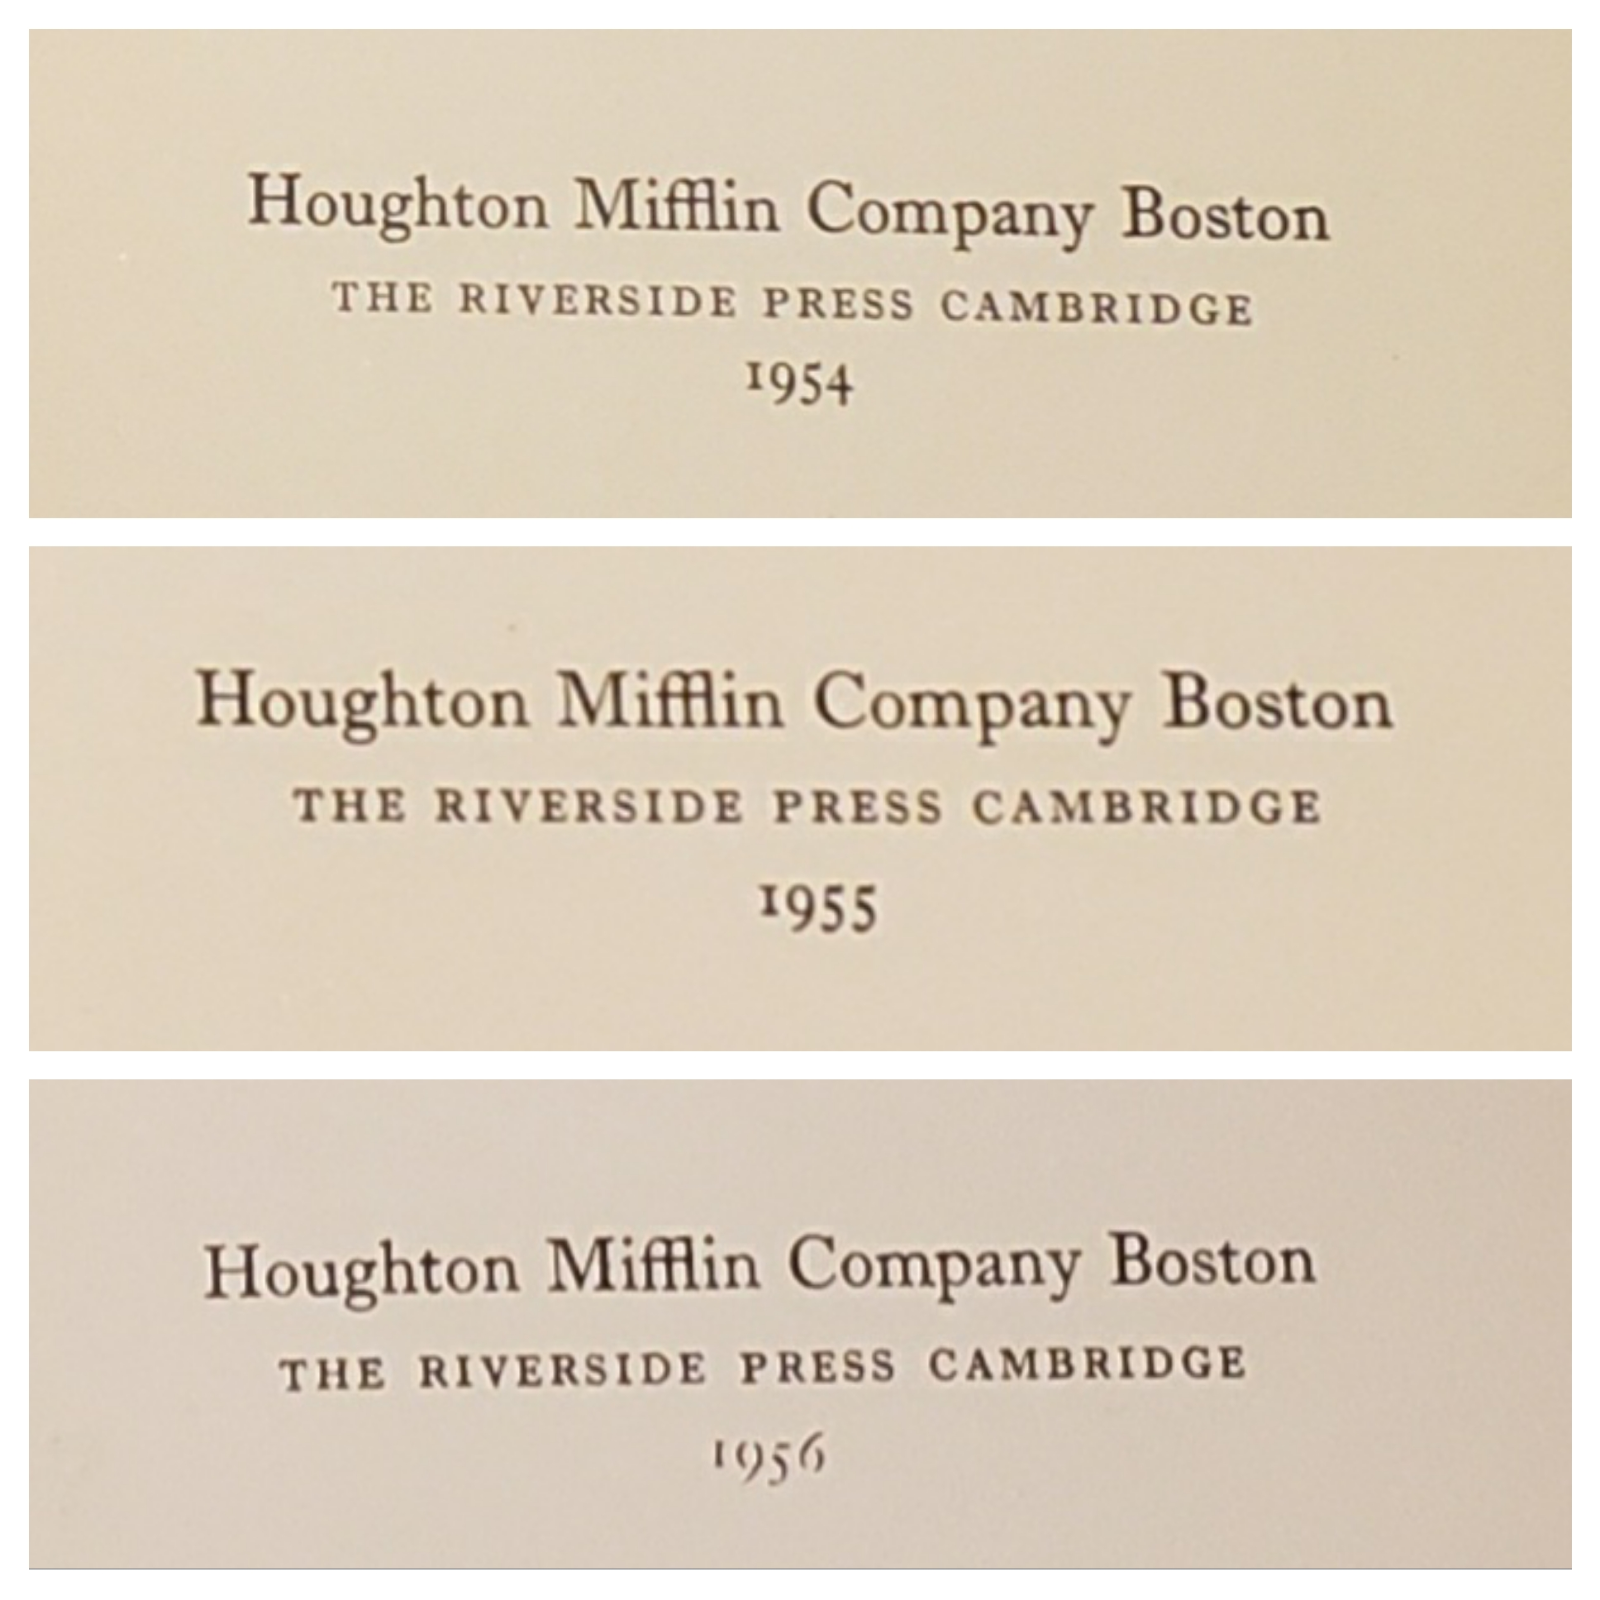 Houghton Mifflin Company Boston
THE RIVERSIDE PRESS CAMBRIDGE
1954
Houghton Mifflin Company Boston
THE RIVERSIDE PRESS CAMBRIDGE
1955
Houghton Mifflin Company Boston
THE RIVERSIDE PRESS CAMBRIDGE
1956